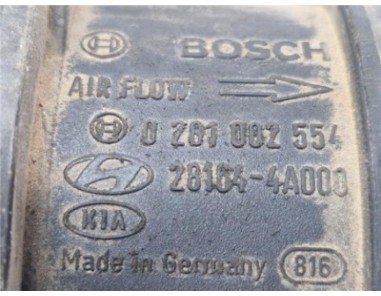 BOSCH
AIR FLOW
0 281 002 554
28164-4A000
KIA
Made in Germany 816